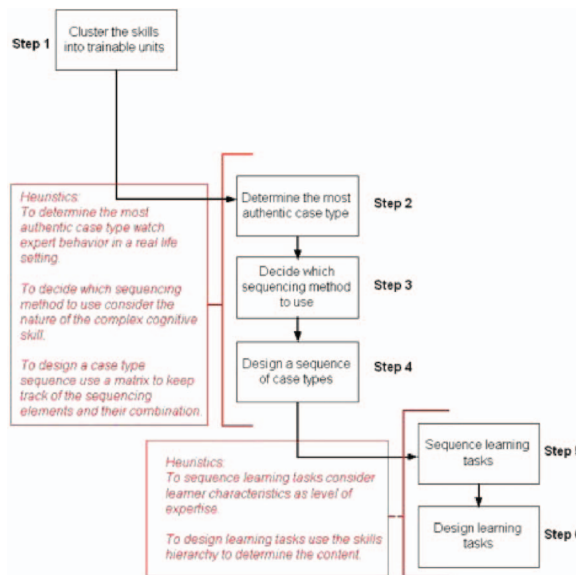 Step 1
Cluster the skills
into trainable units
Heuristics:
To determine the most
authentic case type watch
expert behavior in a real life
setting.
To decide which sequencing
method to use consider the
nature of the complex cognitive
skill.
To design a case type
sequence use a matrix to keep
track of the sequencing
elements and their combination.
Determine the most
authentic case type
Step 2
Decide which
sequencing method
to use
Step 3
Design a sequence
of case types
Step 4
Heuristics:
To sequence learning tasks consider
learner characteristics as level of
expertise.
To design learning tasks use the skills
hierarchy to determine the content.
Sequence learning
tasks
Step 5
Design learning
tasks
Step